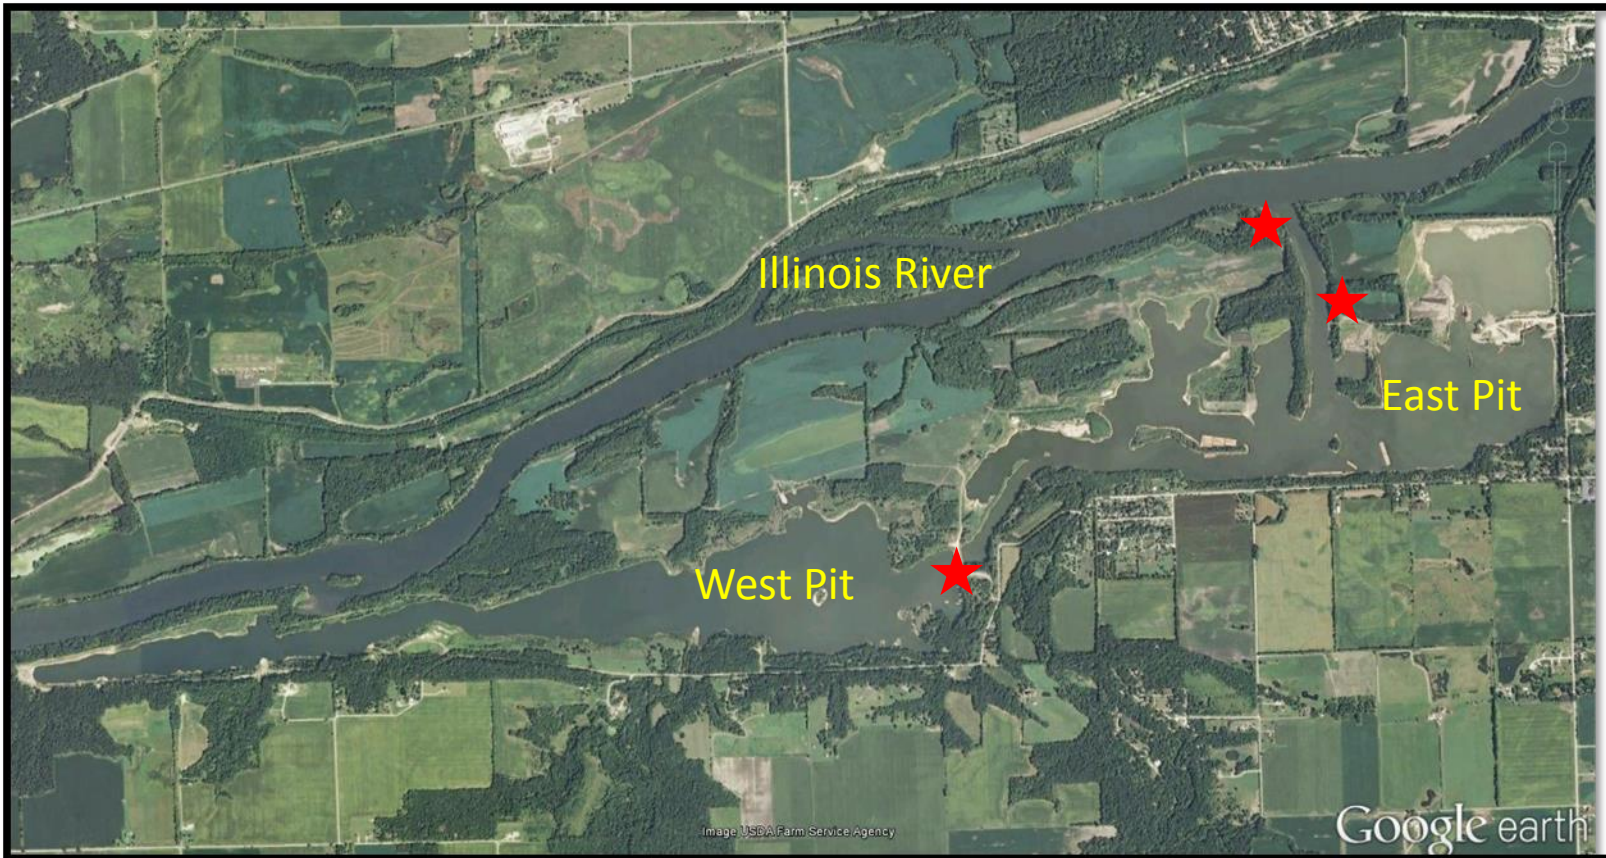 Illinois River
East Pit
West Pit
Image USDA Farm Service Agency
Google earth